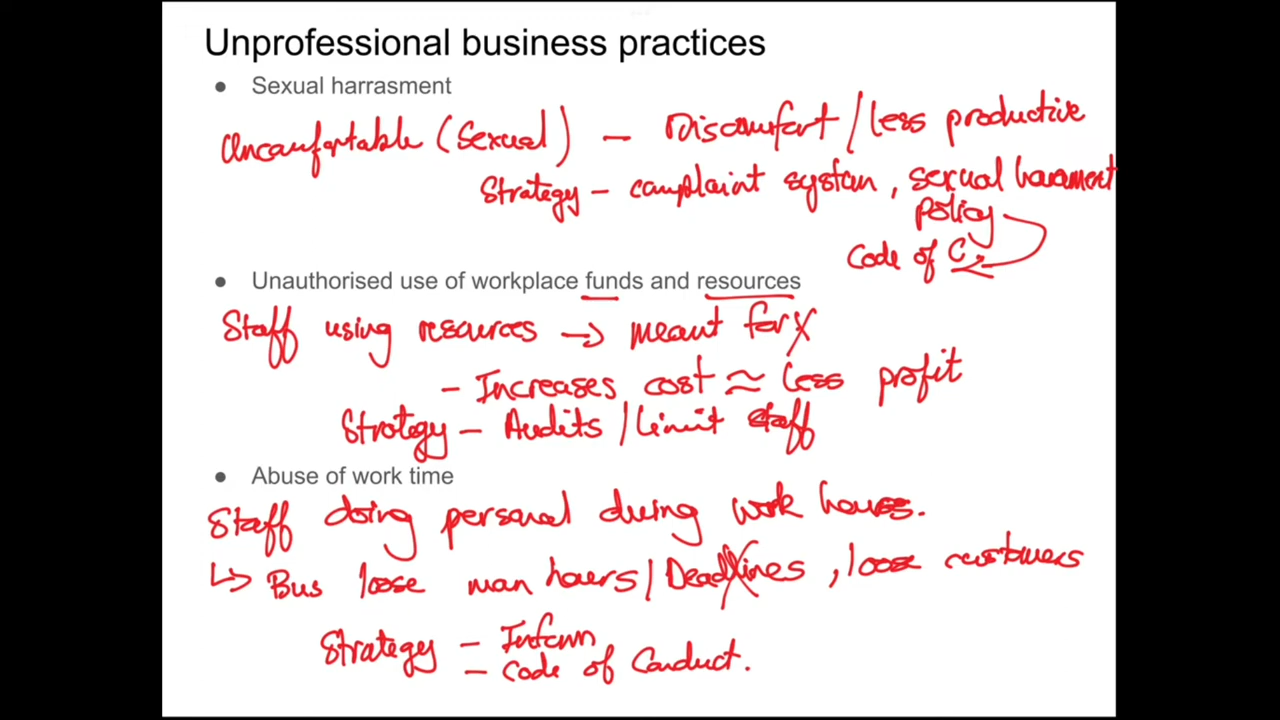 Unprofessional business practices
● Sexual harrasment
Uncomfortable (Sexual) — Discomfort / less productive
Strategy — complaint system, sexual harassment
policy
Code of C.
● Unauthorised use of workplace funds and resources
Staff using resources → meant for X
- Increases cost ≈ less profit
Strategy — Audits / Limit staff
● Abuse of work time
Staff doing personal during work hours.
↳ Bus loose man hours / Deadlines, loose customers
Strategy - Inform
- Code of Conduct.